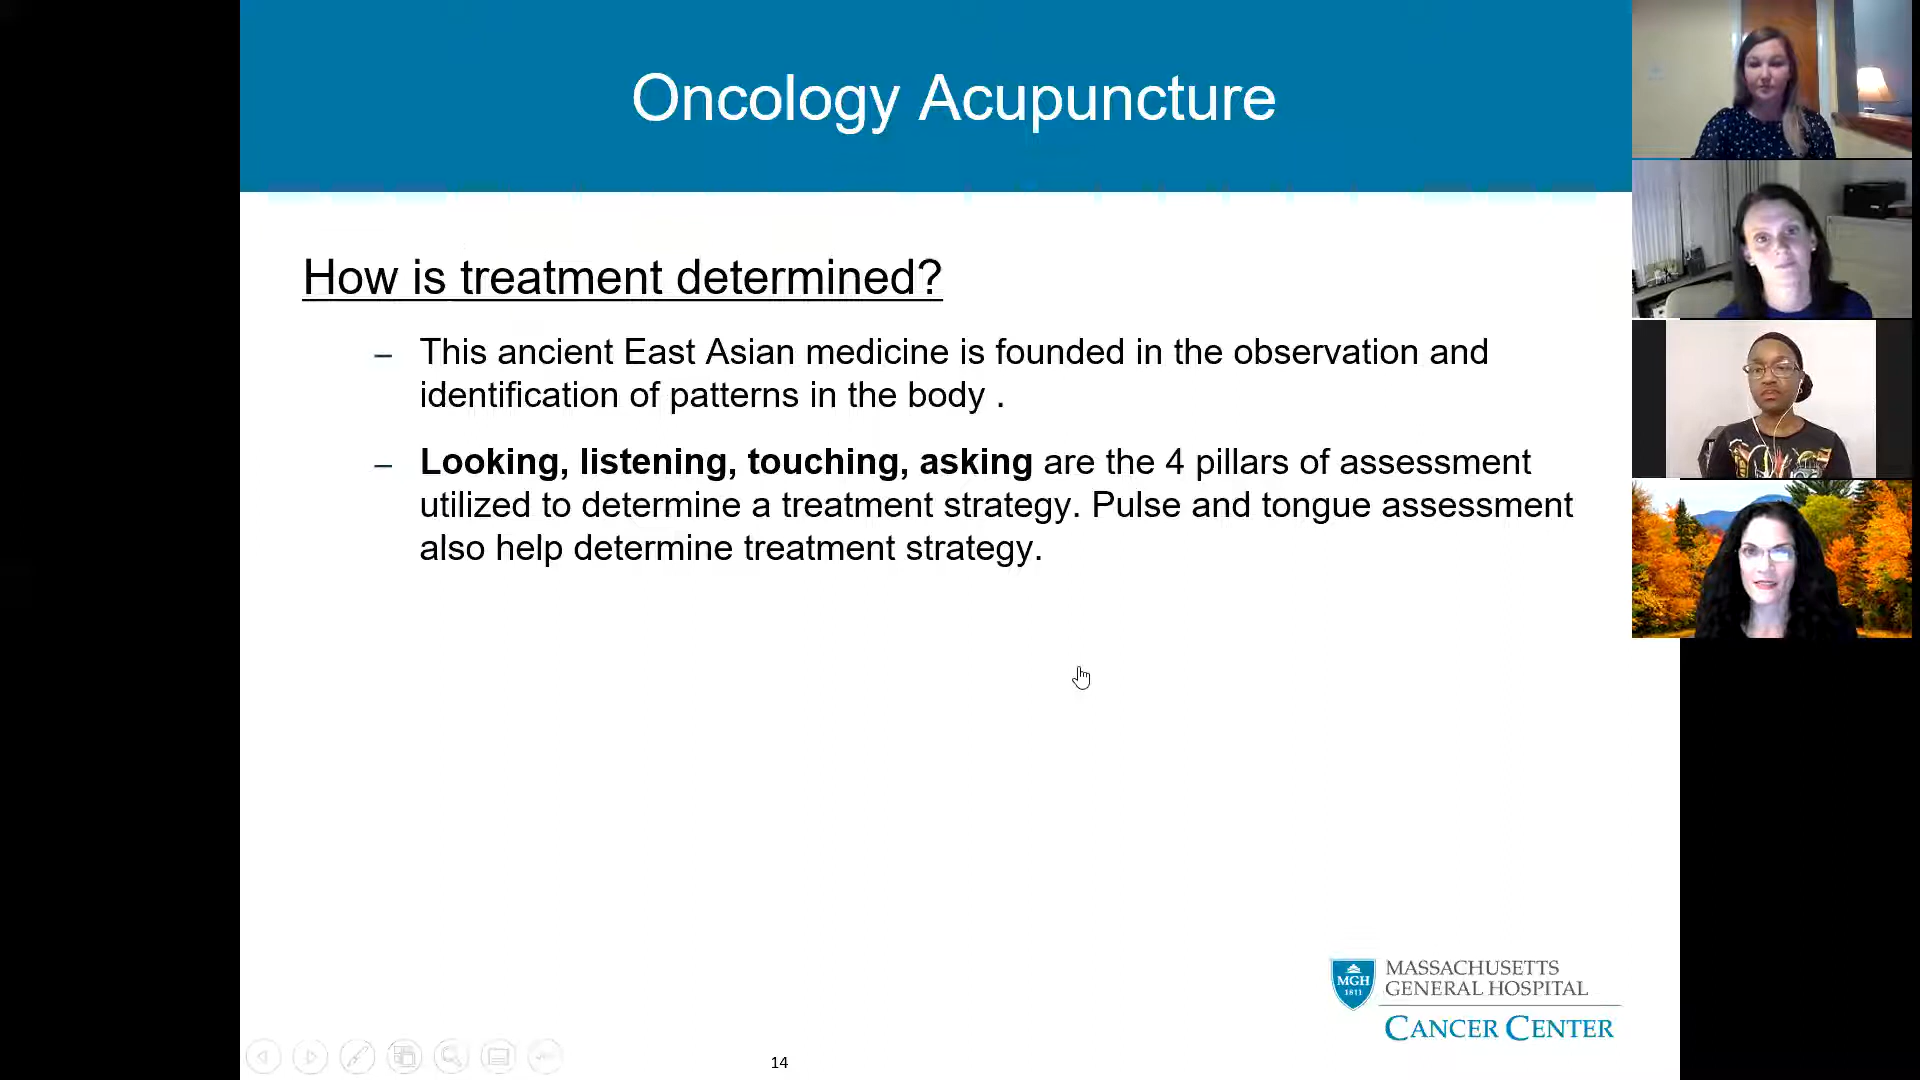 Oncology Acupuncture
How is treatment determined?
– This ancient East Asian medicine is founded in the observation and
identification of patterns in the body .
– Looking, listening, touching, asking are the 4 pillars of assessment
utilized to determine a treatment strategy. Pulse and tongue assessment
also help determine treatment strategy.
MGH
1811
MASSACHUSETTS
GENERAL HOSPITAL
CANCER CENTER
14